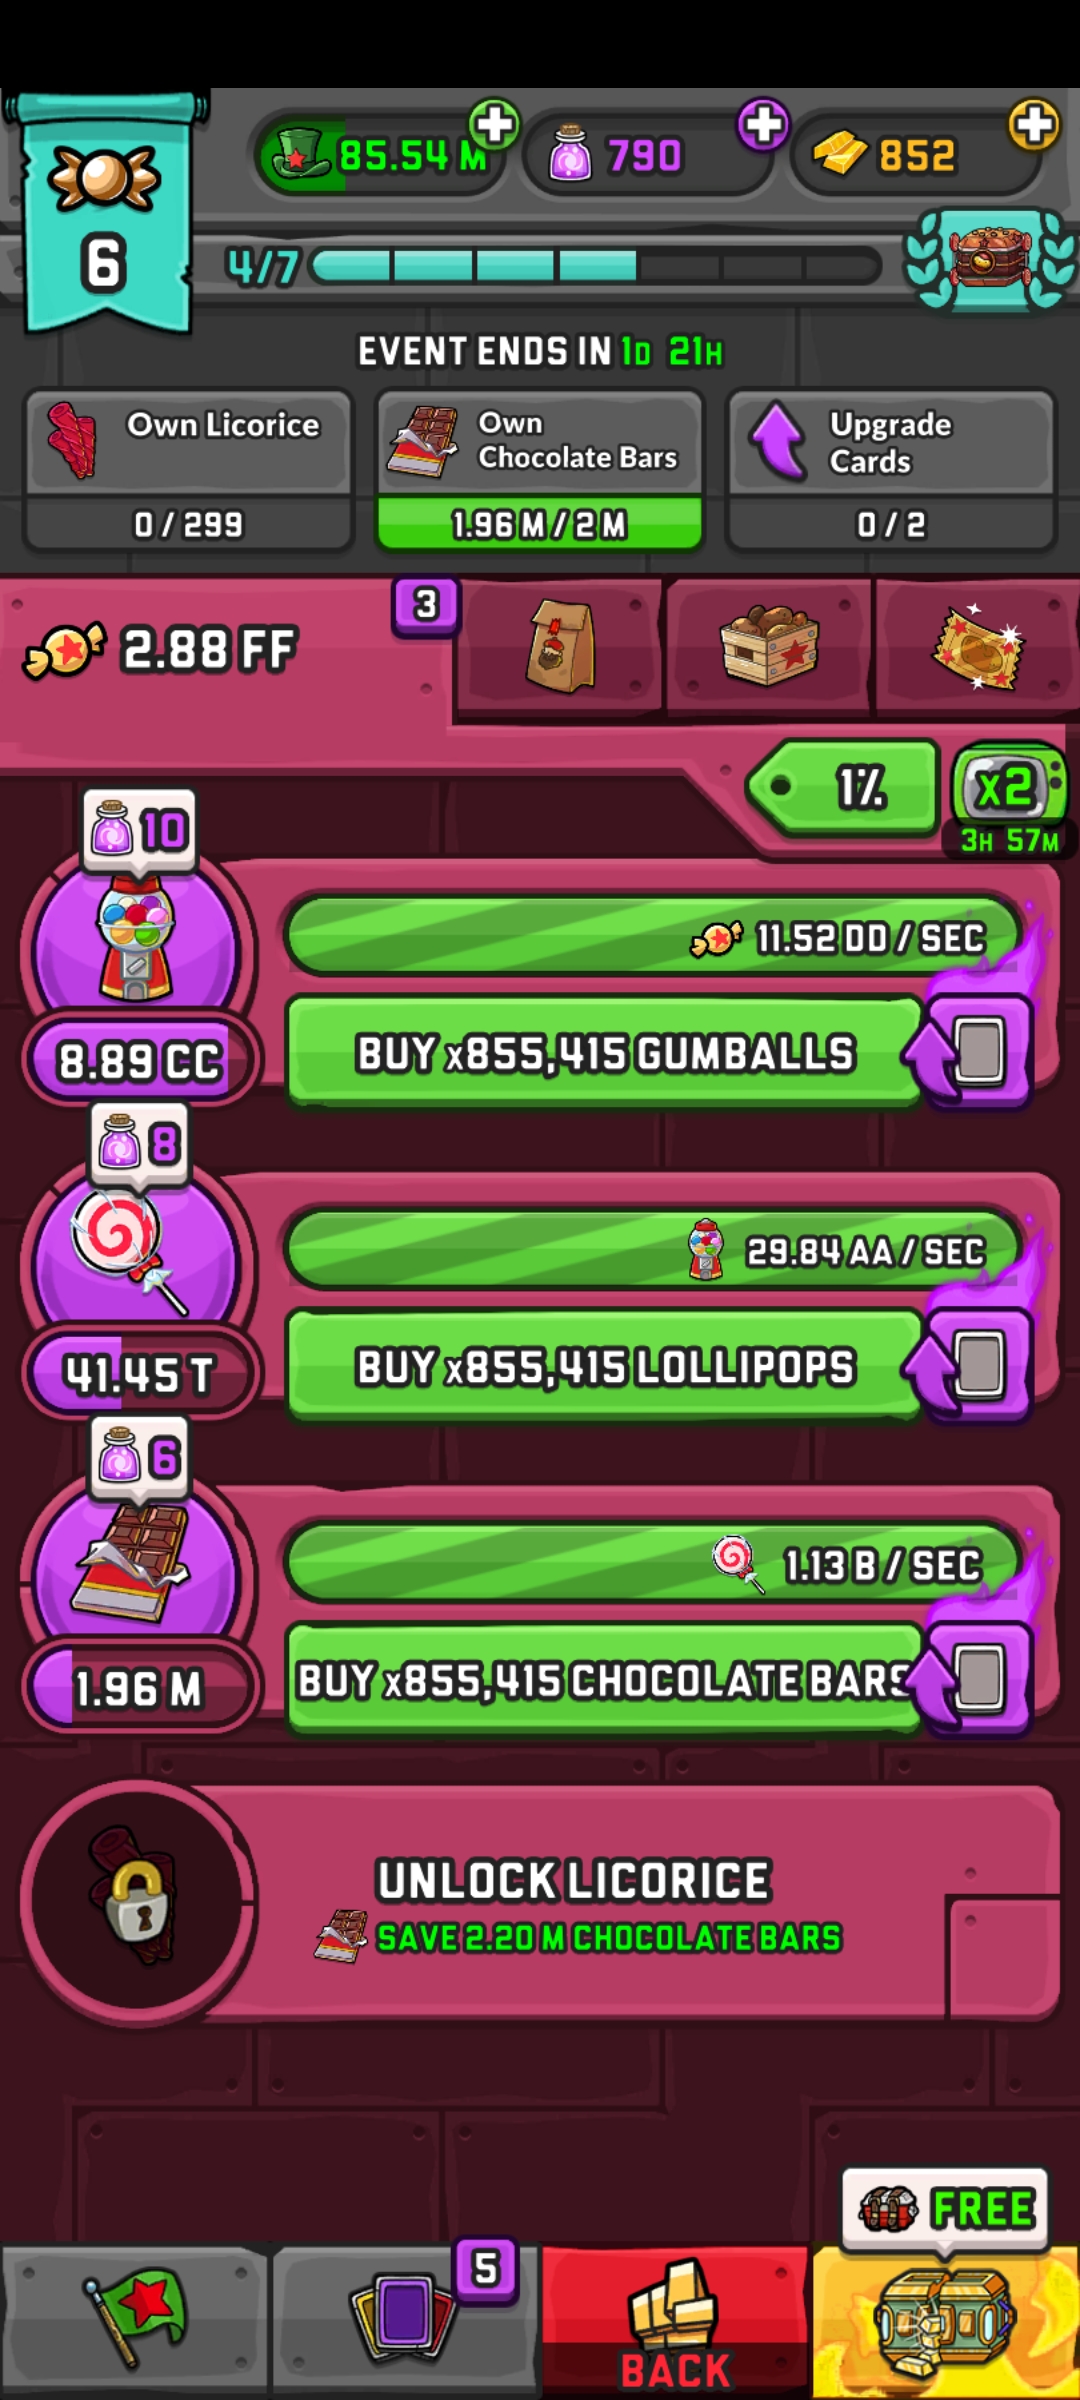 85.54 M
790
852
6
4/7
EVENT ENDS IN 1D 21H
Own Licorice
0 / 299
Own
Chocolate Bars
1.96 M / 2 M
Upgrade
Cards
0 / 2
2.88 FF
3
1%
x2
3H 57M
10
11.52 DD / SEC
8.89 CC
BUY x855,415 GUMBALLS
8
29.84 AA / SEC
41.45 T
BUY x855,415 LOLLIPOPS
6
1.13 B / SEC
1.96 M
BUY x855,415 CHOCOLATE BARS
UNLOCK LICORICE
SAVE 2.20 M CHOCOLATE BARS
FREE
5
BACK